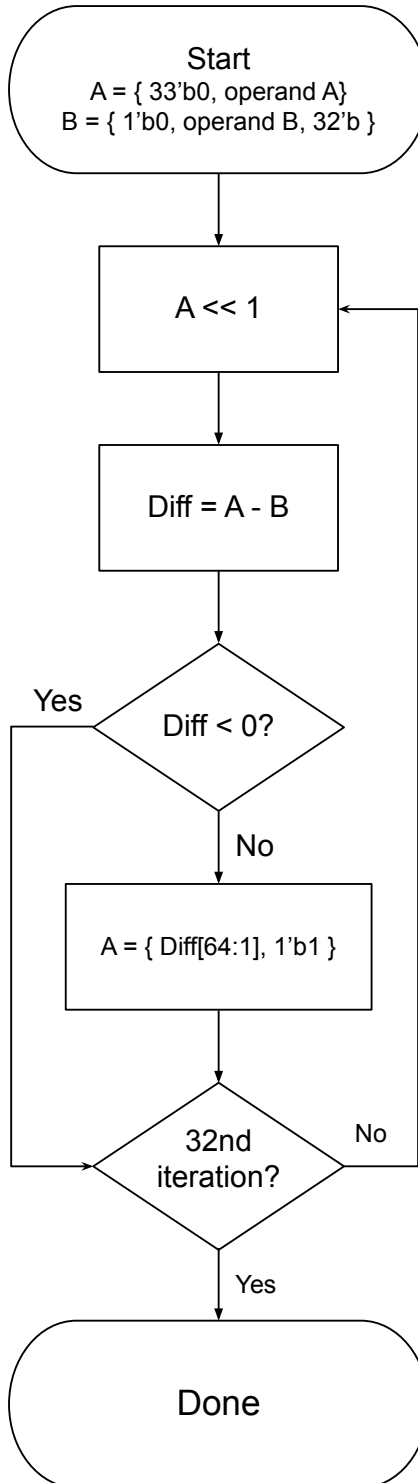 Start
A = { 33'b0, operand A}
B = { 1'b0, operand B, 32'b }
A << 1
Diff = A - B
Yes
Diff < 0?
No
A = { Diff[64:1], 1'b1 }
32nd
iteration?
No
Yes
Done